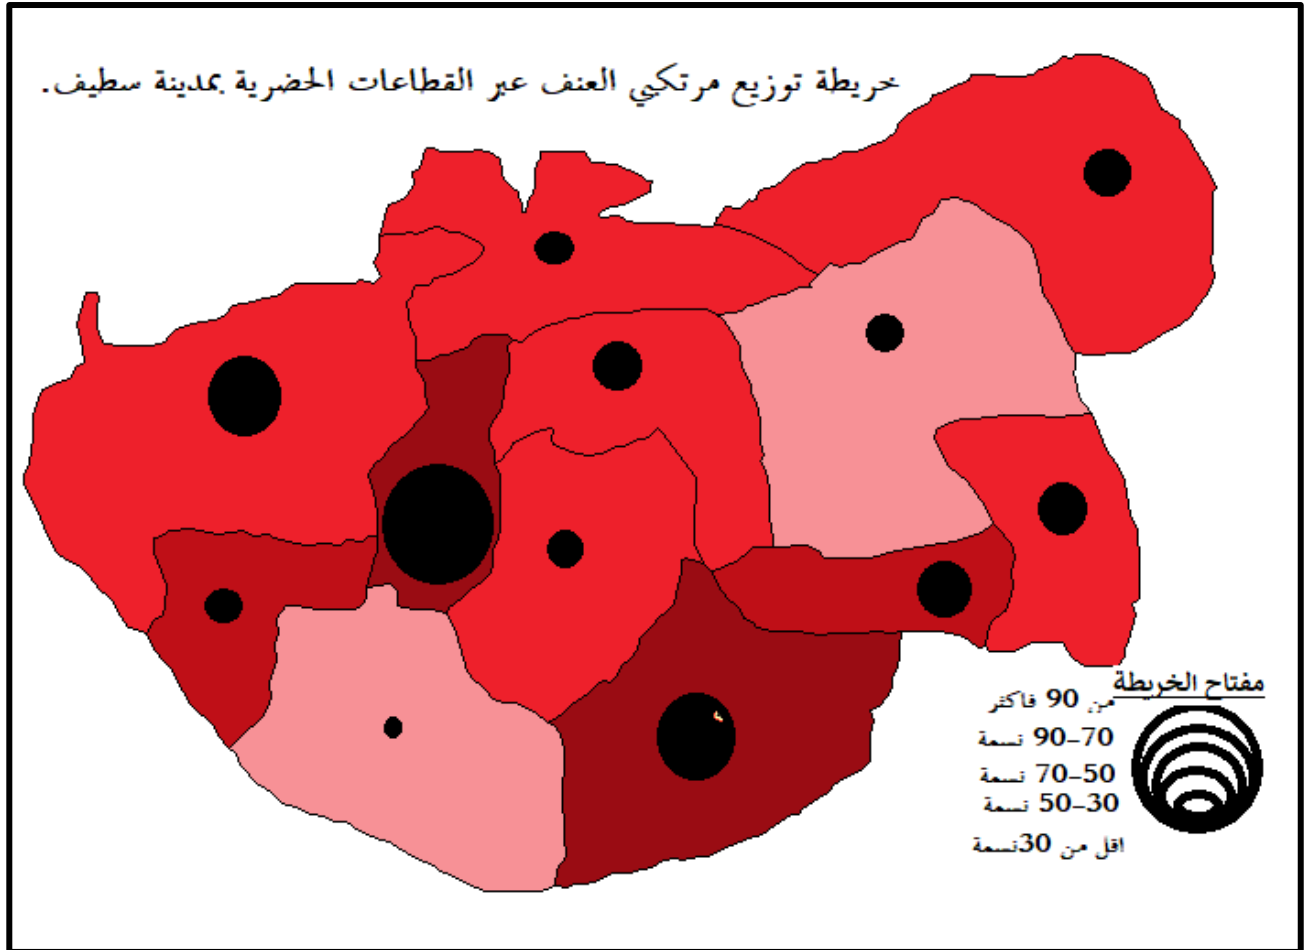 خريطة توزيع مرتكبي العنف عبر القطاعات الحضرية بمدينة سطيف.
مفتاح الخريطة
من 90 فاكثر
70–90 نسمة
50–70 نسمة
30–50 نسمة
اقل من 30نسمة